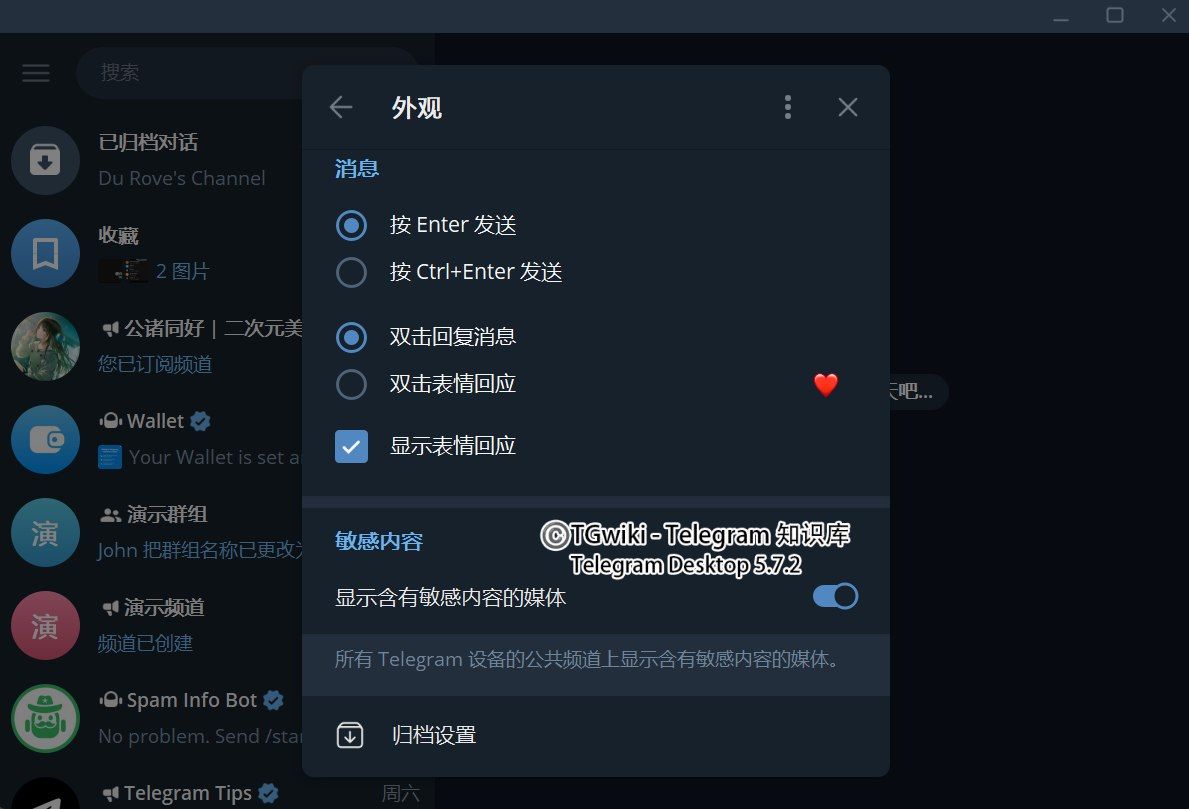 搜索
已归档对话
Du Rove's Channel
收藏
2 图片
公诸同好 | 二次元美
您已订阅频道
Wallet
Your Wallet is set
演
演示群组
John 把群组名称已更改为
演
演示频道
频道已创建
Spam Info Bot
No problem. Send /star
Telegram Tips
周六
外观
消息
按 Enter 发送
按 Ctrl+Enter 发送
双击回复消息
双击表情回应
显示表情回应
敏感内容
©TGwiki - Telegram 知识库
Telegram Desktop 5.7.2
显示含有敏感内容的媒体
所有 Telegram 设备的公共频道上显示含有敏感内容的媒体。
归档设置
吧...